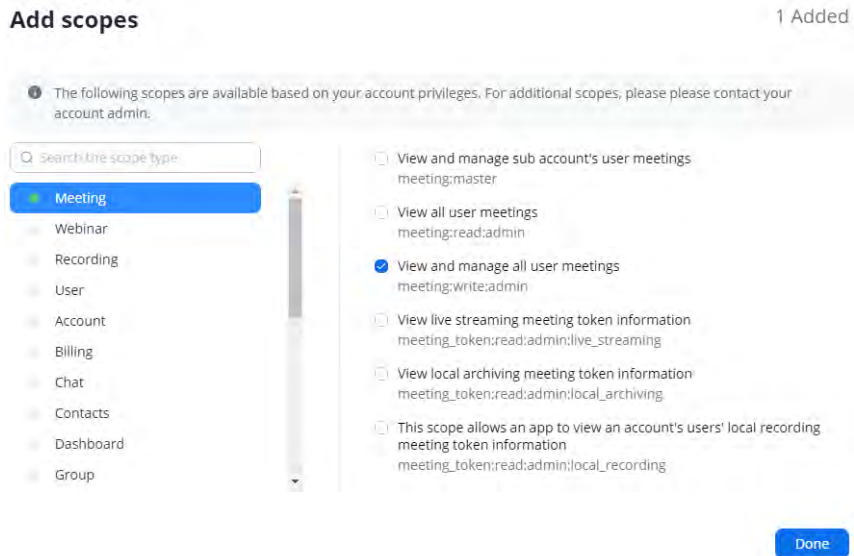 Add scopes
1 Added
The following scopes are available based on your account privileges. For additional scopes, please please contact your
account admin.
Search the scope type
Meeting
Webinar
Recording
User
Account
Billing
Chat
Contacts
Dashboard
Group
View and manage sub account's user meetings
meeting:master
View all user meetings
meeting:read:admin
View and manage all user meetings
meeting:write:admin
View live streaming meeting token information
meeting_token:read:admin:live_streaming
View local archiving meeting token information
meeting_token:read:admin:local_archiving
This scope allows an app to view an account's users' local recording
meeting token information
meeting_token:read:admin:local_recording
Done